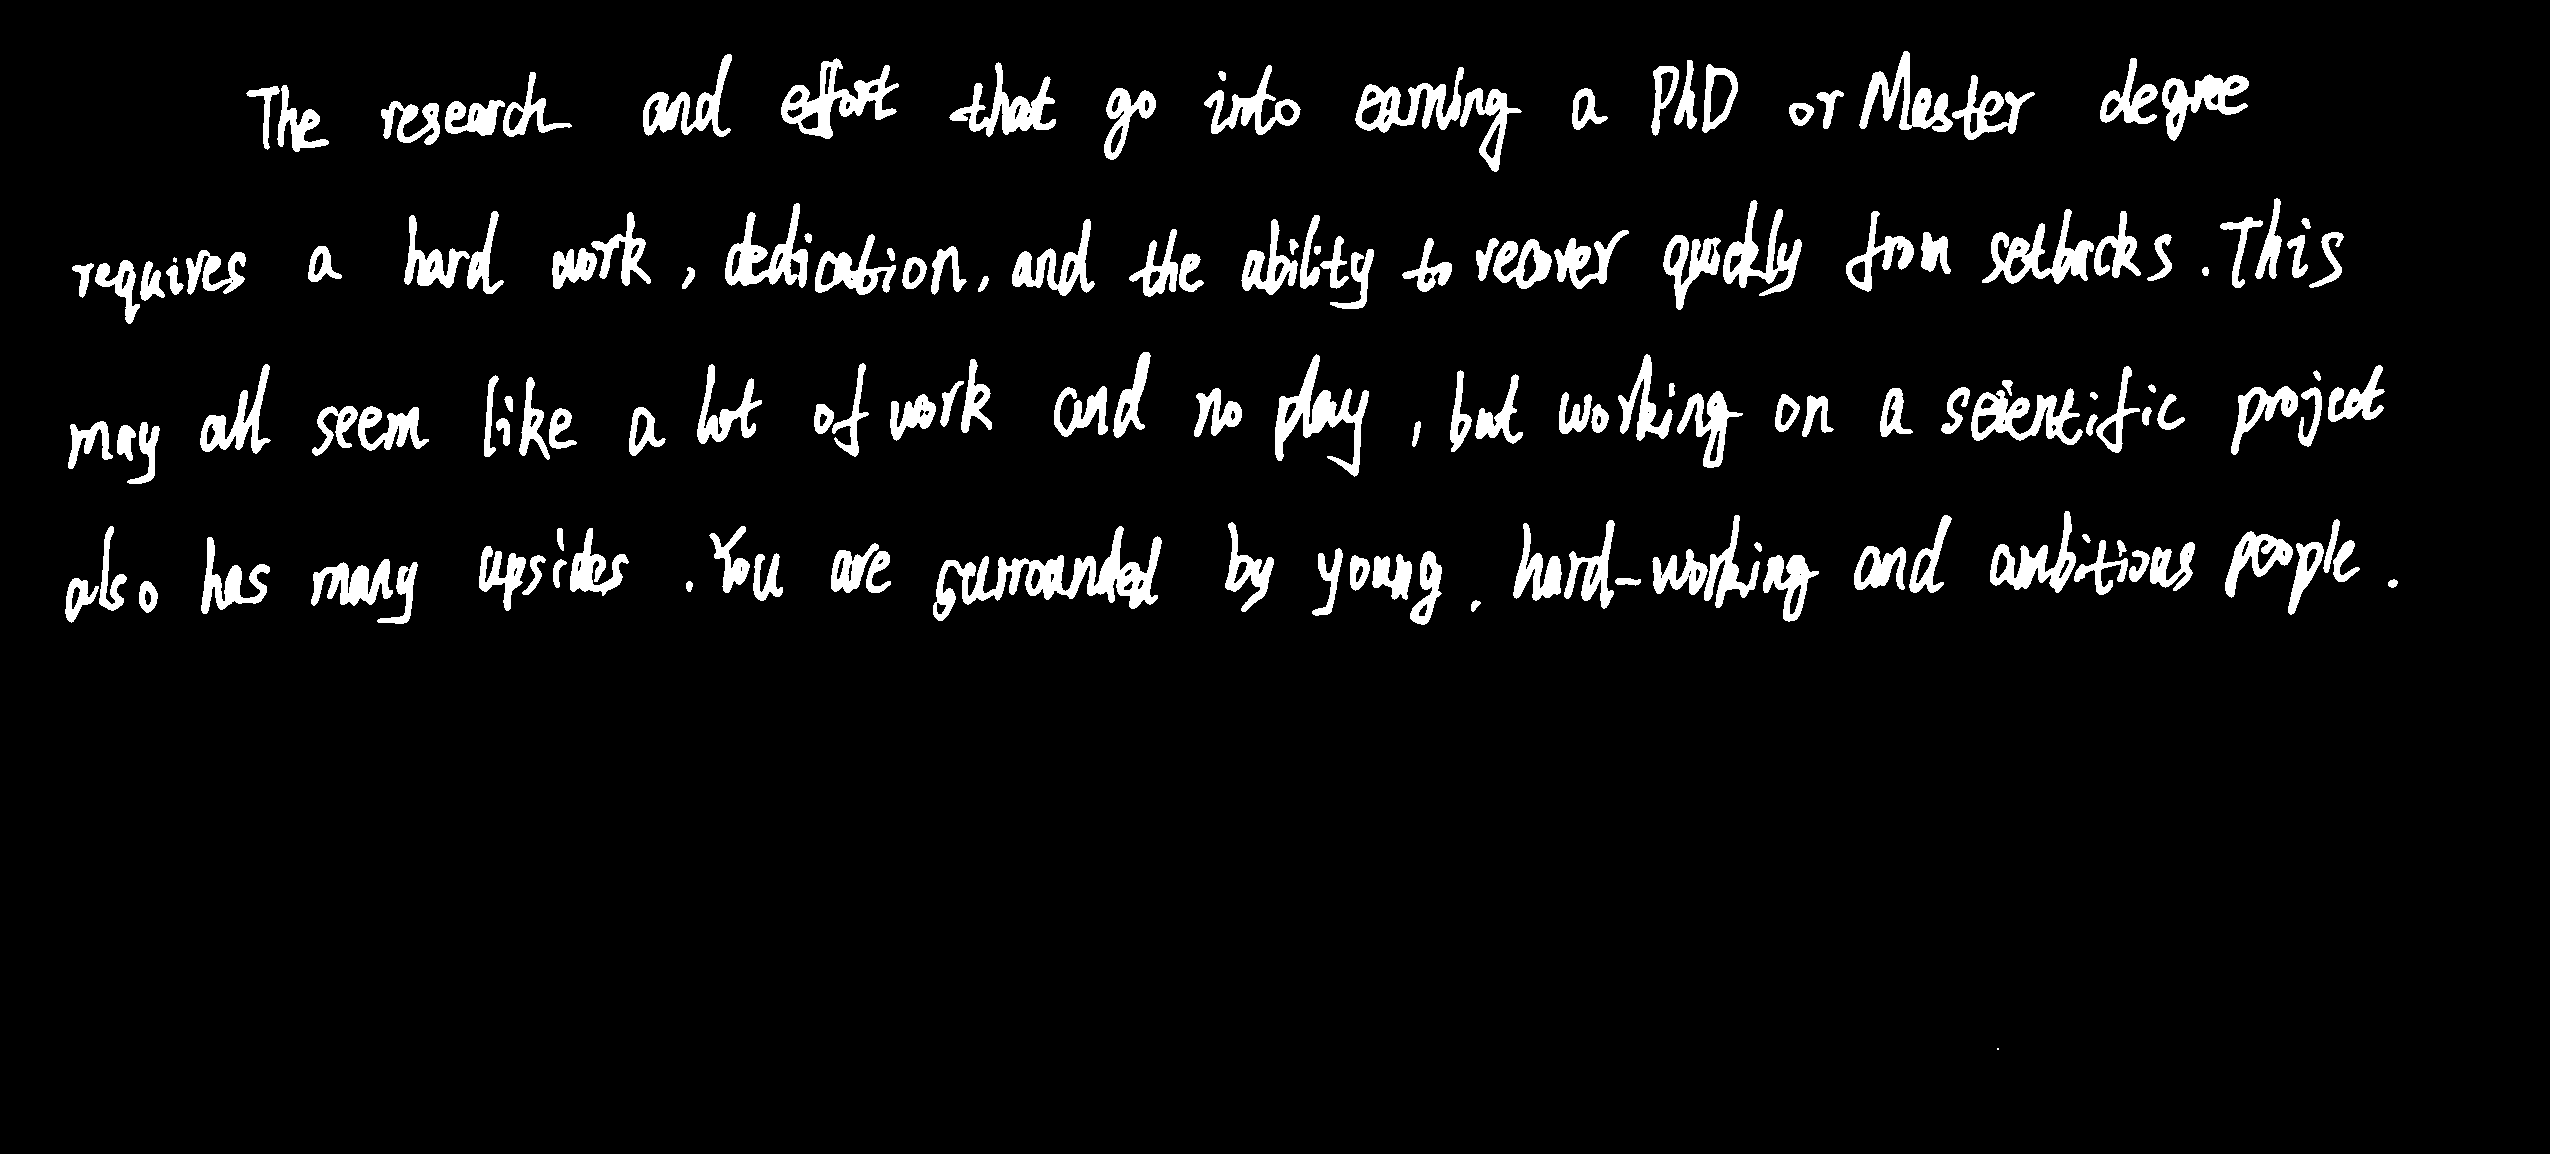 The research and effort that go into earning a PhD or Master degree
requires a hard work, dedication, and the ability to recover quickly from setbacks. This
may all seem like a lot of work and no play, but working on a scientific project
also has many upsides. You are surrounded by young, hard-working and ambitious people.